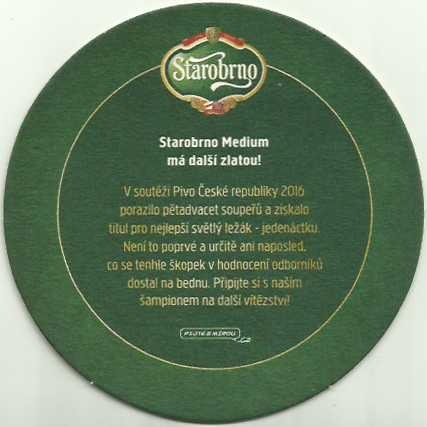 Starobrno
Starobrno Medium
má další zlatou!
V soutěži Pivo České republiky 2016
porazilo pětadvacet soupeřů a získalo
titul pro nejlepší světlý ležák - jedenáctku.
Není to poprvé a určitě ani naposled,
co se tenhle škopek v hodnocení odborníků
dostal na bednu. Připijte si s naším
šampionem na další vítězství!
PIJTE S MÍROU